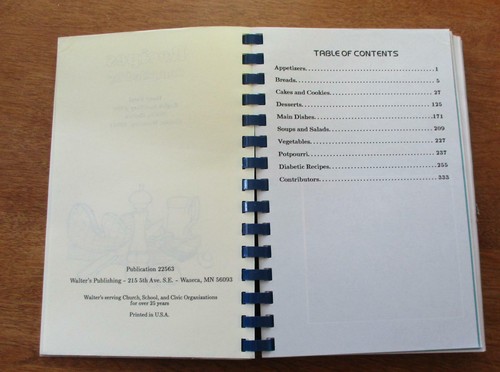 Publication 22563
Walter's Publishing - 215 5th Ave. S.E. - Waseca, MN 56093
Walter's serving Church, School, and Civic Organizations
for over 25 years
Printed in U.S.A.
TABLE OF CONTENTS
Appetizers 1
Breads 5
Cakes and Cookies 27
Desserts 125
Main Dishes 171
Soups and Salads 209
Vegetables 227
Potpourri 237
Diabetic Recipes 255
Contributors